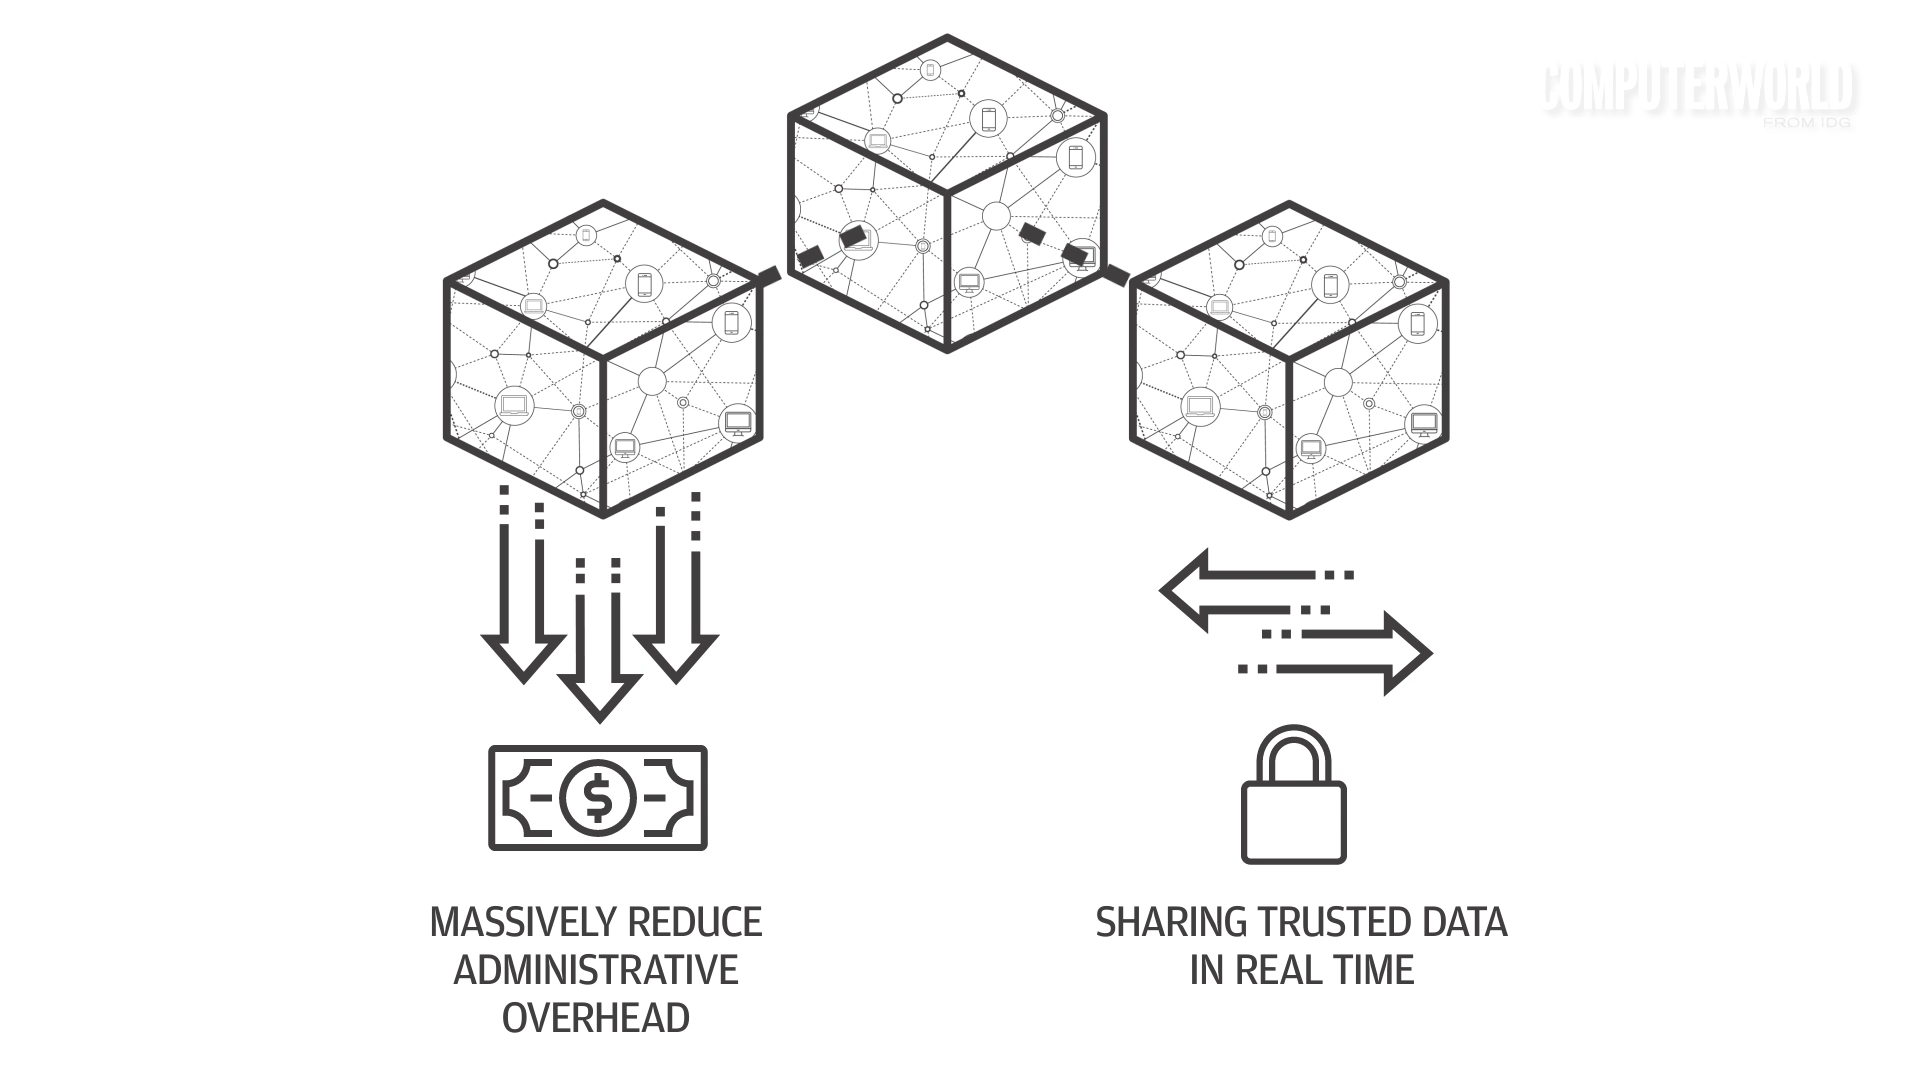 COMPUTERWORLD
FROM IDG
$
MASSIVELY REDUCE
ADMINISTRATIVE
OVERHEAD
SHARING TRUSTED DATA
IN REAL TIME